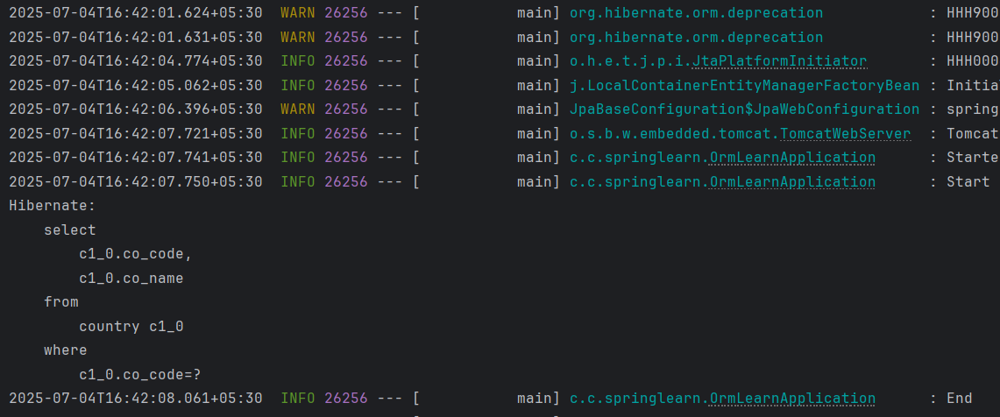 2025-07-04T16:42:01.624+05:30  WARN 26256 --- [           main] org.hibernate.orm.deprecation            : HHH900
2025-07-04T16:42:01.631+05:30  WARN 26256 --- [           main] org.hibernate.orm.deprecation            : HHH900
2025-07-04T16:42:04.774+05:30  INFO 26256 --- [           main] o.h.e.t.j.p.i.JtaPlatformInitiator       : HHH000
2025-07-04T16:42:05.062+05:30  INFO 26256 --- [           main] j.LocalContainerEntityManagerFactoryBean : Initia
2025-07-04T16:42:06.396+05:30  WARN 26256 --- [           main] JpaBaseConfiguration$JpaWebConfiguration : spring
2025-07-04T16:42:07.721+05:30  INFO 26256 --- [           main] o.s.b.w.embedded.tomcat.TomcatWebServer  : Tomcat
2025-07-04T16:42:07.741+05:30  INFO 26256 --- [           main] c.c.springlearn.OrmLearnApplication      : Starte
2025-07-04T16:42:07.750+05:30  INFO 26256 --- [           main] c.c.springlearn.OrmLearnApplication      : Start
Hibernate:
    select
        c1_0.co_code,
        c1_0.co_name
    from
        country c1_0
    where
        c1_0.co_code=?
2025-07-04T16:42:08.061+05:30  INFO 26256 --- [           main] c.c.springlearn.OrmLearnApplication      : End